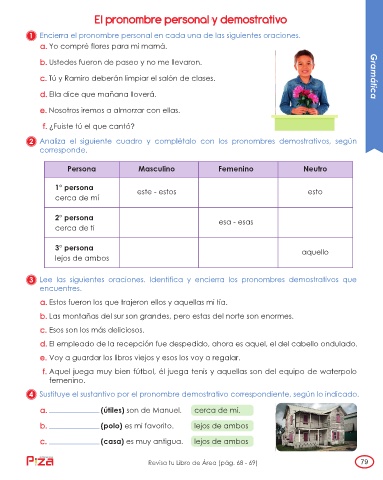 El pronombre personal y demostrativo
1 Encierra el pronombre personal en cada una de las siguientes oraciones.
a. Yo compré flores para mi mamá.
b. Ustedes fueron de paseo y no me llevaron.
c. Tú y Ramiro deberán limpiar el salón de clases.
d. Ella dice que mañana lloverá.
e. Nosotros iremos a almorzar con ellas.
f. ¿Fuiste tú el que cantó?
Gramática
2 Analiza el siguiente cuadro y complétalo con los pronombres demostrativos, según
corresponde.
Persona Masculino Femenino Neutro
1° persona
cerca de mí
este - estos esto
2° persona
cerca de ti
esa - esas
3° persona
lejos de ambos
aquello
3 Lee las siguientes oraciones. Identifica y encierra los pronombres demostrativos que
encuentres.
a. Estos fueron los que trajeron ellos y aquellas mi tía.
b. Las montañas del sur son grandes, pero estas del norte son enormes.
c. Esos son los más deliciosos.
d. El empleado de la recepción fue despedido, ahora es aquel, el del cabello ondulado.
e. Voy a guardar los libros viejos y esos los voy a regalar.
f. Aquel juega muy bien fútbol, él juega tenis y aquellas son del equipo de waterpolo
femenino.
4 Sustituye el sustantivo por el pronombre demostrativo correspondiente, según lo indicado.
a. ____________ (útiles) son de Manuel. cerca de mí.
b. ____________ (polo) es mi favorito. lejos de ambos
c. ____________ (casa) es muy antigua. lejos de ambos
Revisa tu Libro de Área (pág. 68 - 69)
79